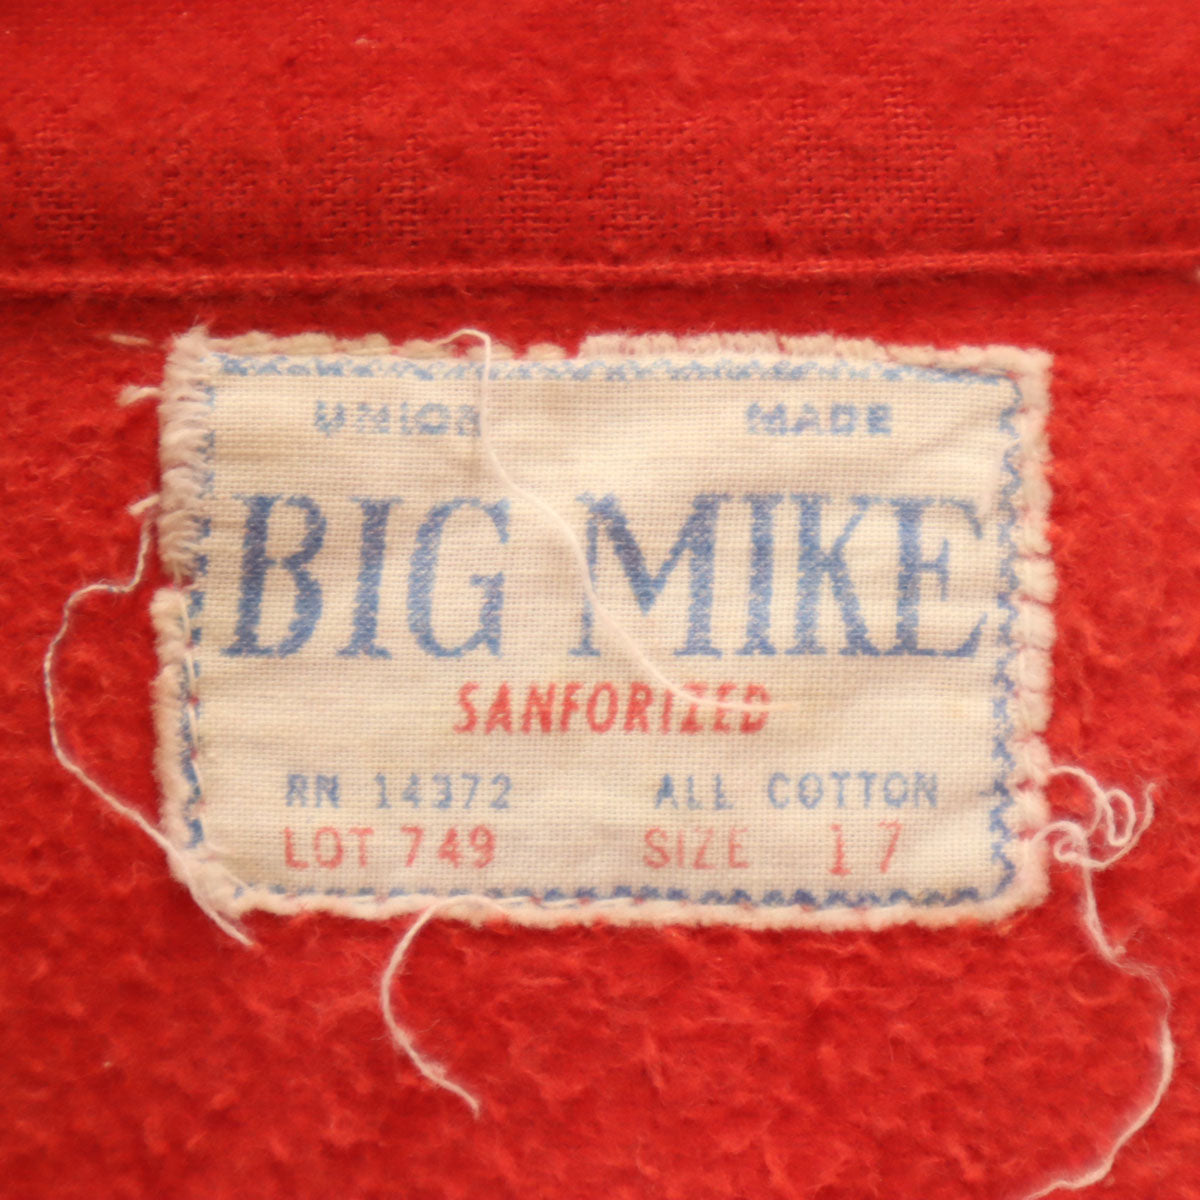 UNION MADE
BIG MIKE
SANFORIZED
RN 14372 ALL COTTON
LOT 749 SIZE 17